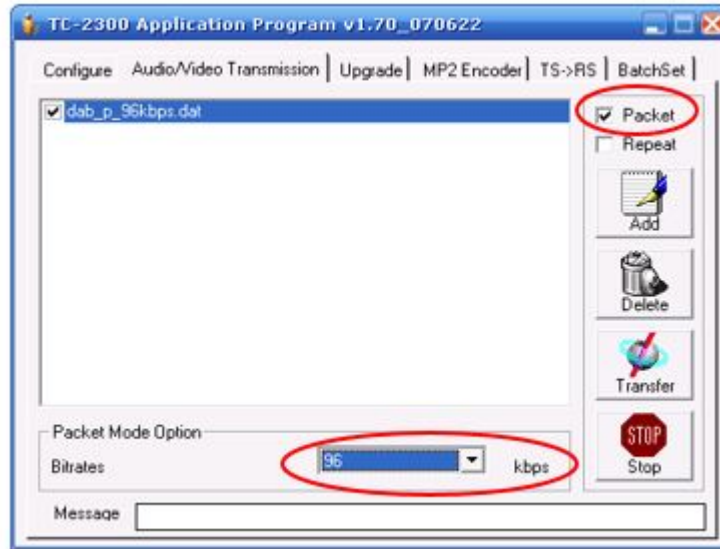 TC-2300 Application Program v1.70_070622
Configure Audio/Video Transmission Upgrade MP2 Encoder TS->RS BatchSet
dab_p_96kbps.dat
Packet
Repeat
Add
Delete
Transfer
STOP
Stop
Packet Mode Option
Bitrates 96 kbps
Message